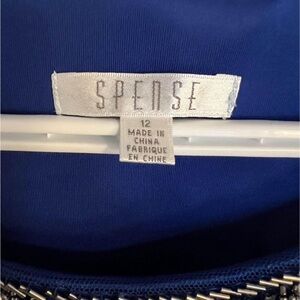 SPENSE
12
MADE IN
CHINA
FABRIQUE
EN CHINE